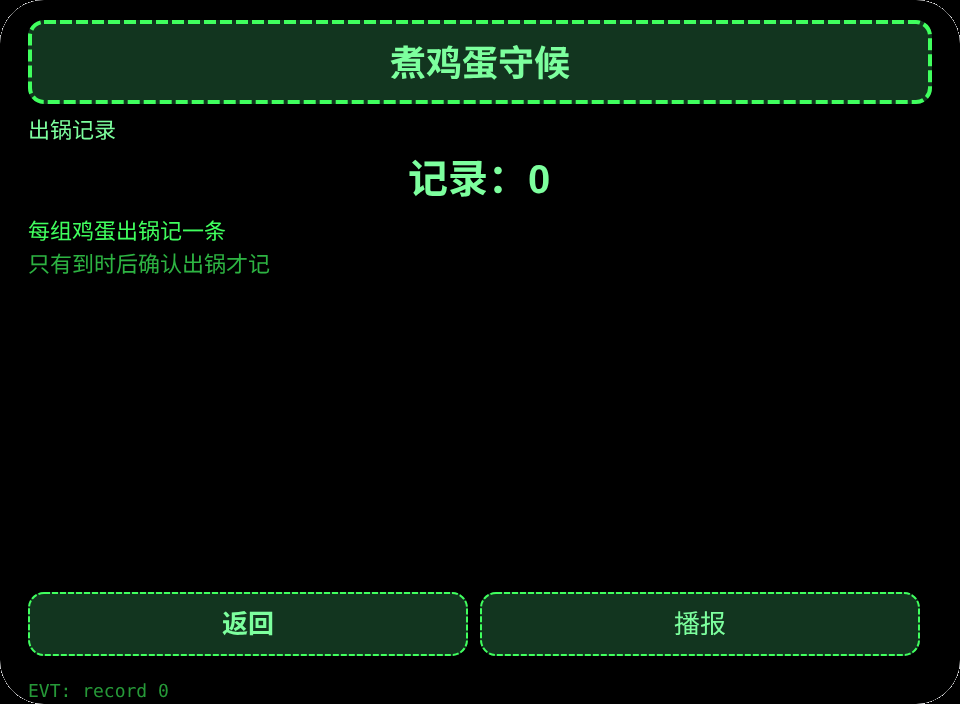 煮鸡蛋守候
出锅记录
记录：0
每组鸡蛋出锅记一条
只有到时后确认出锅才记
返回
播报
EVT: record 0